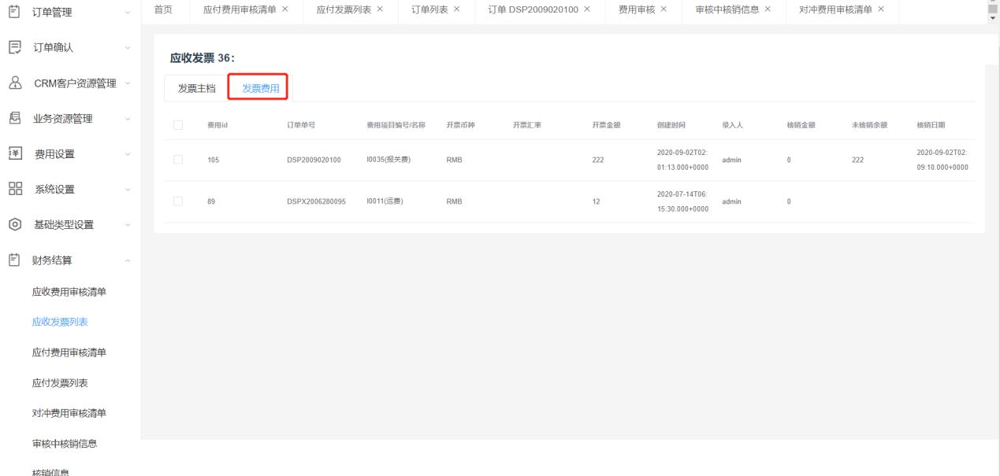 首页 应付费用审核清单 × 应付发票列表 × 订单列表 × 订单 DSP2009020100 × 费用审核 × 审核中核销信息 × 对冲费用审核清单 ×
订单管理
订单确认
CRM客户资源管理
业务资源管理
费用设置
系统设置
基础类型设置
财务结算
应收费用审核清单
应收发票列表
应付费用审核清单
应付发票列表
对冲费用审核清单
审核中核销信息
核销信息
应收发票 36:
发票主档 发票费用
费用id 订单单号 费用项目编号/名称 开票币种 开票汇率 开票金额 创建时间 录入人 核销金额 未核销余额 核销日期
105 DSP2009020100 I0035(报关费) RMB 222 2020-09-02T02:01:13.000+0000 admin 0 222 2020-09-02T02:09:10.000+0000
89 DSPX2006280095 I0011(运费) RMB 12 2020-07-14T06:15:30.000+0000 admin 0